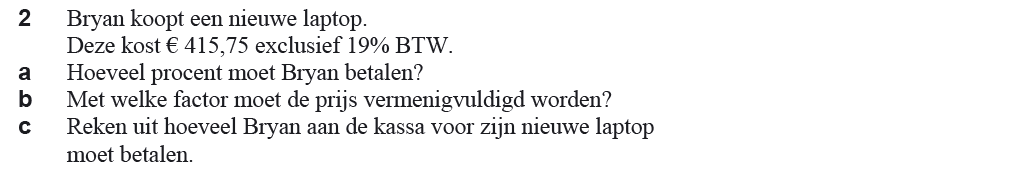 2 Bryan koopt een nieuwe laptop.
Deze kost € 415,75 exclusief 19% BTW.
a Hoeveel procent moet Bryan betalen?
b Met welke factor moet de prijs vermenigvuldigd worden?
c Reken uit hoeveel Bryan aan de kassa voor zijn nieuwe laptop
moet betalen.